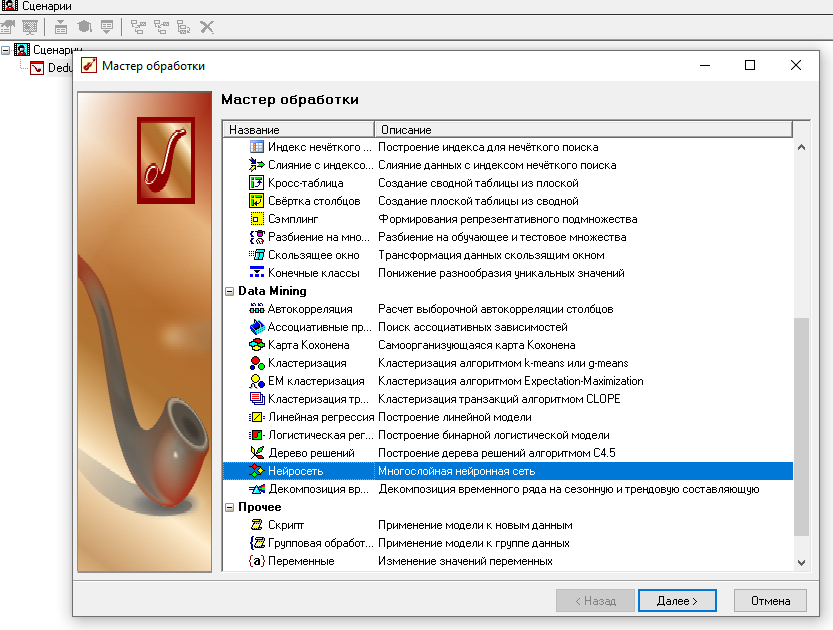 Сценарии
Сценарии
Dedu
Мастер обработки
Мастер обработки
Название Описание
Индекс нечёткого ... Построение индекса для нечёткого поиска
Слияние с индексо... Слияние данных с индексом нечёткого поиска
Кросс-таблица Создание сводной таблицы из плоской
Свёртка столбцов Создание плоской таблицы из сводной
Сэмплинг Формирования репрезентативного подмножества
Разбиение на мно... Разбиение на обучающее и тестовое множества
Скользящее окно Трансформация данных скользящим окном
Конечные классы Понижение разнообразия уникальных значений
Data Mining
Автокорреляция Расчет выборочной автокорреляции столбцов
Ассоциативные пр... Поиск ассоциативных зависимостей
Карта Кохонена Самоорганизующаяся карта Кохонена
Кластеризация Кластеризация алгоритмом k-means или g-means
EM кластеризация Кластеризация алгоритмом Expectation-Maximization
Кластеризация тр... Кластеризация транзакций алгоритмом CLOPE
Линейная регрессия Построение линейной модели
Логистическая рег... Построение бинарной логистической модели
Дерево решений Построение дерева решений алгоритмом C4.5
Нейросеть Многослойная нейронная сеть
Декомпозиция вр... Декомпозиция временного ряда на сезонную и трендовую составляющую
Прочее
Скрипт Применение модели к новым данным
Групповая обработ... Применение модели к группе данных
Переменные Изменение значений переменных
< Назад Далее > Отмена